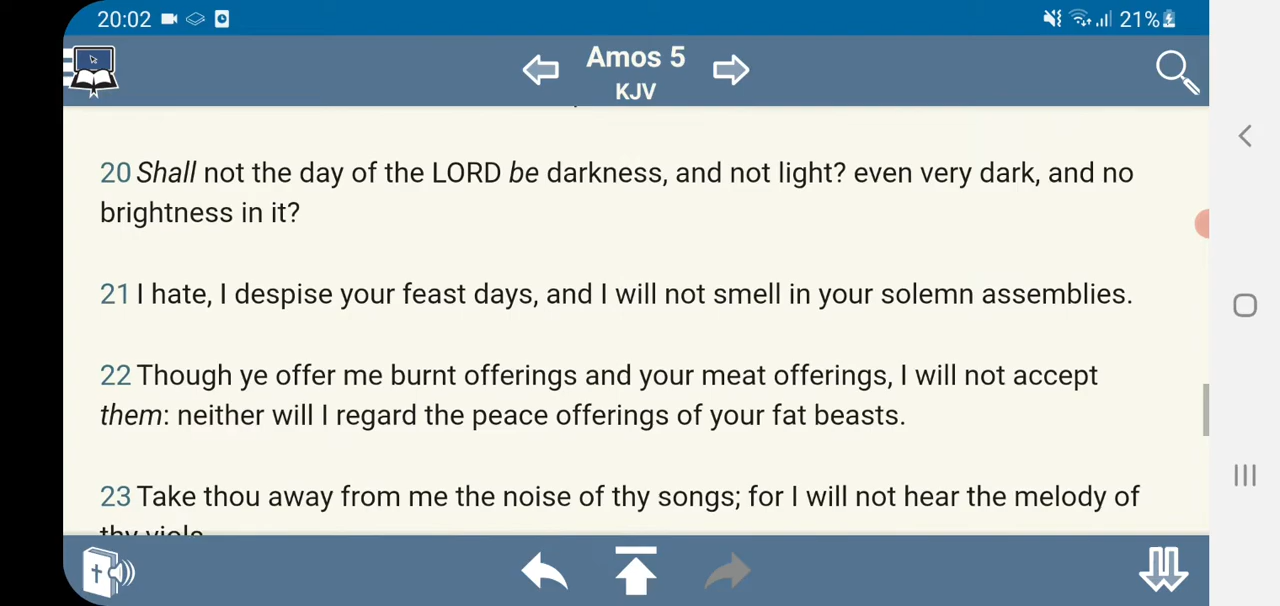 20:02
21%
Amos 5
KJV
20 Shall not the day of the LORD be darkness, and not light? even very dark, and no
brightness in it?
21 I hate, I despise your feast days, and I will not smell in your solemn assemblies.
22 Though ye offer me burnt offerings and your meat offerings, I will not accept
them: neither will I regard the peace offerings of your fat beasts.
23 Take thou away from me the noise of thy songs; for I will not hear the melody of
thy viols